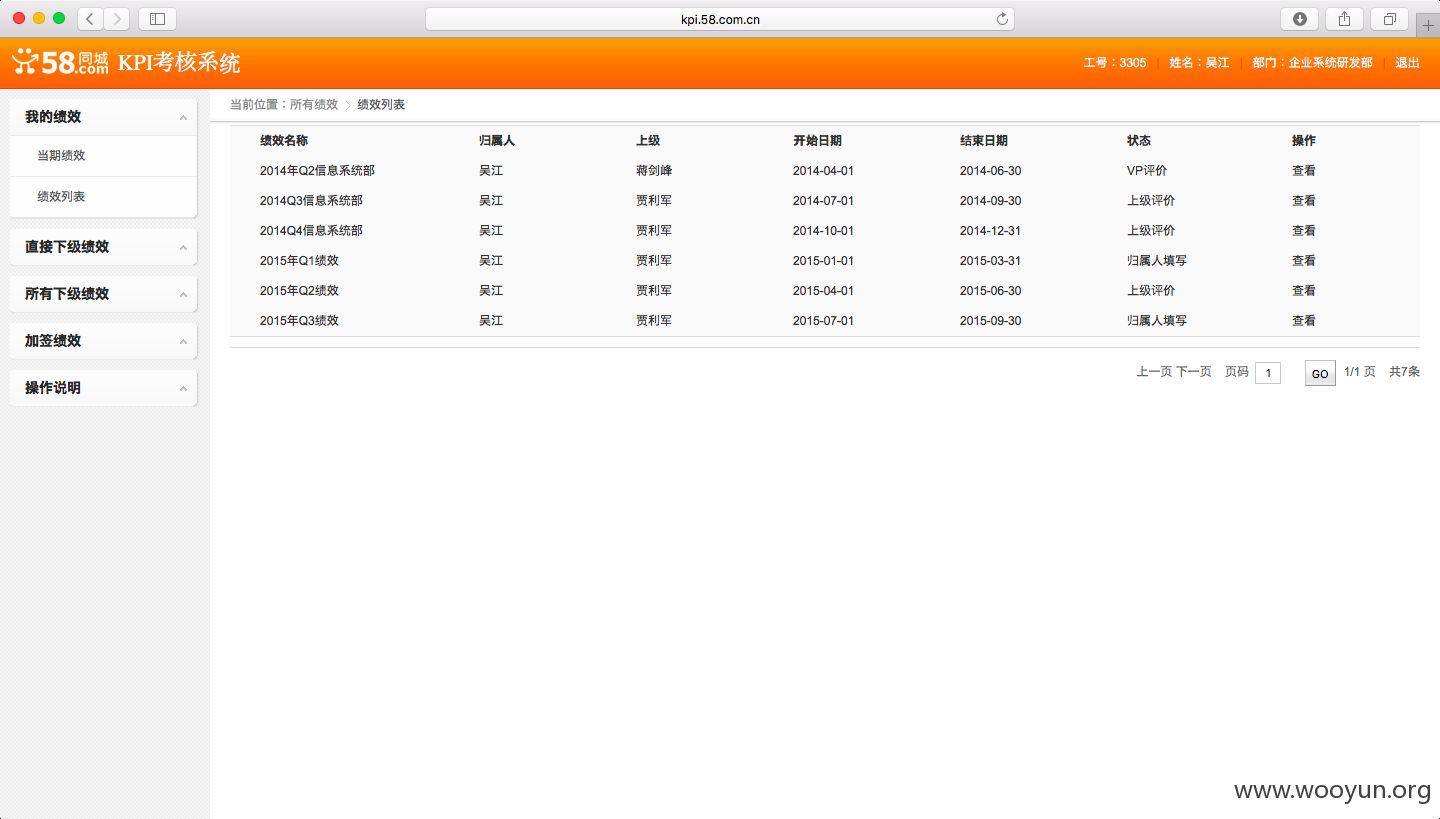 kpi.58.com.cn
58同城.com KPI考核系统 工号：3305 姓名：吴江 部门：企业系统研发部 退出
当前位置：所有绩效 > 绩效列表
我的绩效
当期绩效
绩效列表
直接下级绩效
所有下级绩效
加签绩效
操作说明
绩效名称 归属人 上级 开始日期 结束日期 状态 操作
2014年Q2信息系统部 吴江 蒋剑峰 2014-04-01 2014-06-30 VP评价 查看
2014Q3信息系统部 吴江 贾利军 2014-07-01 2014-09-30 上级评价 查看
2014Q4信息系统部 吴江 贾利军 2014-10-01 2014-12-31 上级评价 查看
2015年Q1绩效 吴江 贾利军 2015-01-01 2015-03-31 归属人填写 查看
2015年Q2绩效 吴江 贾利军 2015-04-01 2015-06-30 上级评价 查看
2015年Q3绩效 吴江 贾利军 2015-07-01 2015-09-30 归属人填写 查看
上一页 下一页 页码 1 GO 1/1 页 共7条
www.wooyun.org